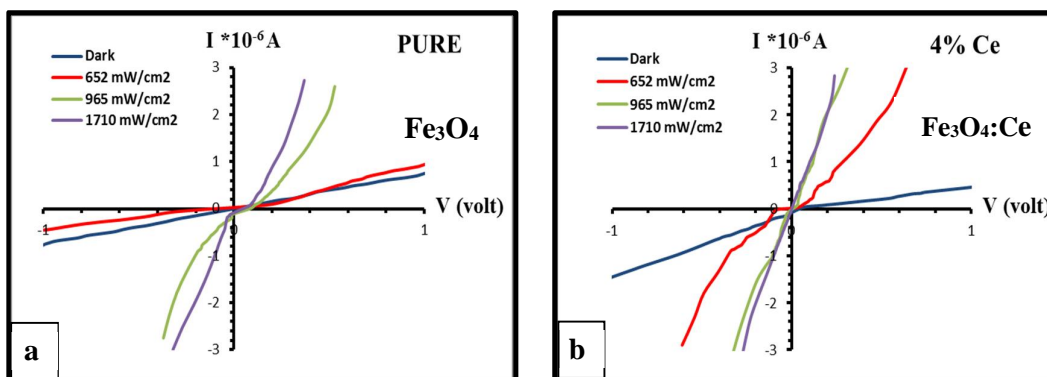 I *10⁻⁶ A
PURE
Dark
652 mW/cm2
965 mW/cm2
1710 mW/cm2
Fe₃O₄
3
2
1
0
-1
-2
-3
-1
0
1
V (volt)
a
I *10⁻⁶ A
4% Ce
Dark
652 mW/cm2
965 mW/cm2
1710 mW/cm2
Fe₃O₄:Ce
3
2
1
0
-1
-2
-3
-1
0
1
V (volt)
b